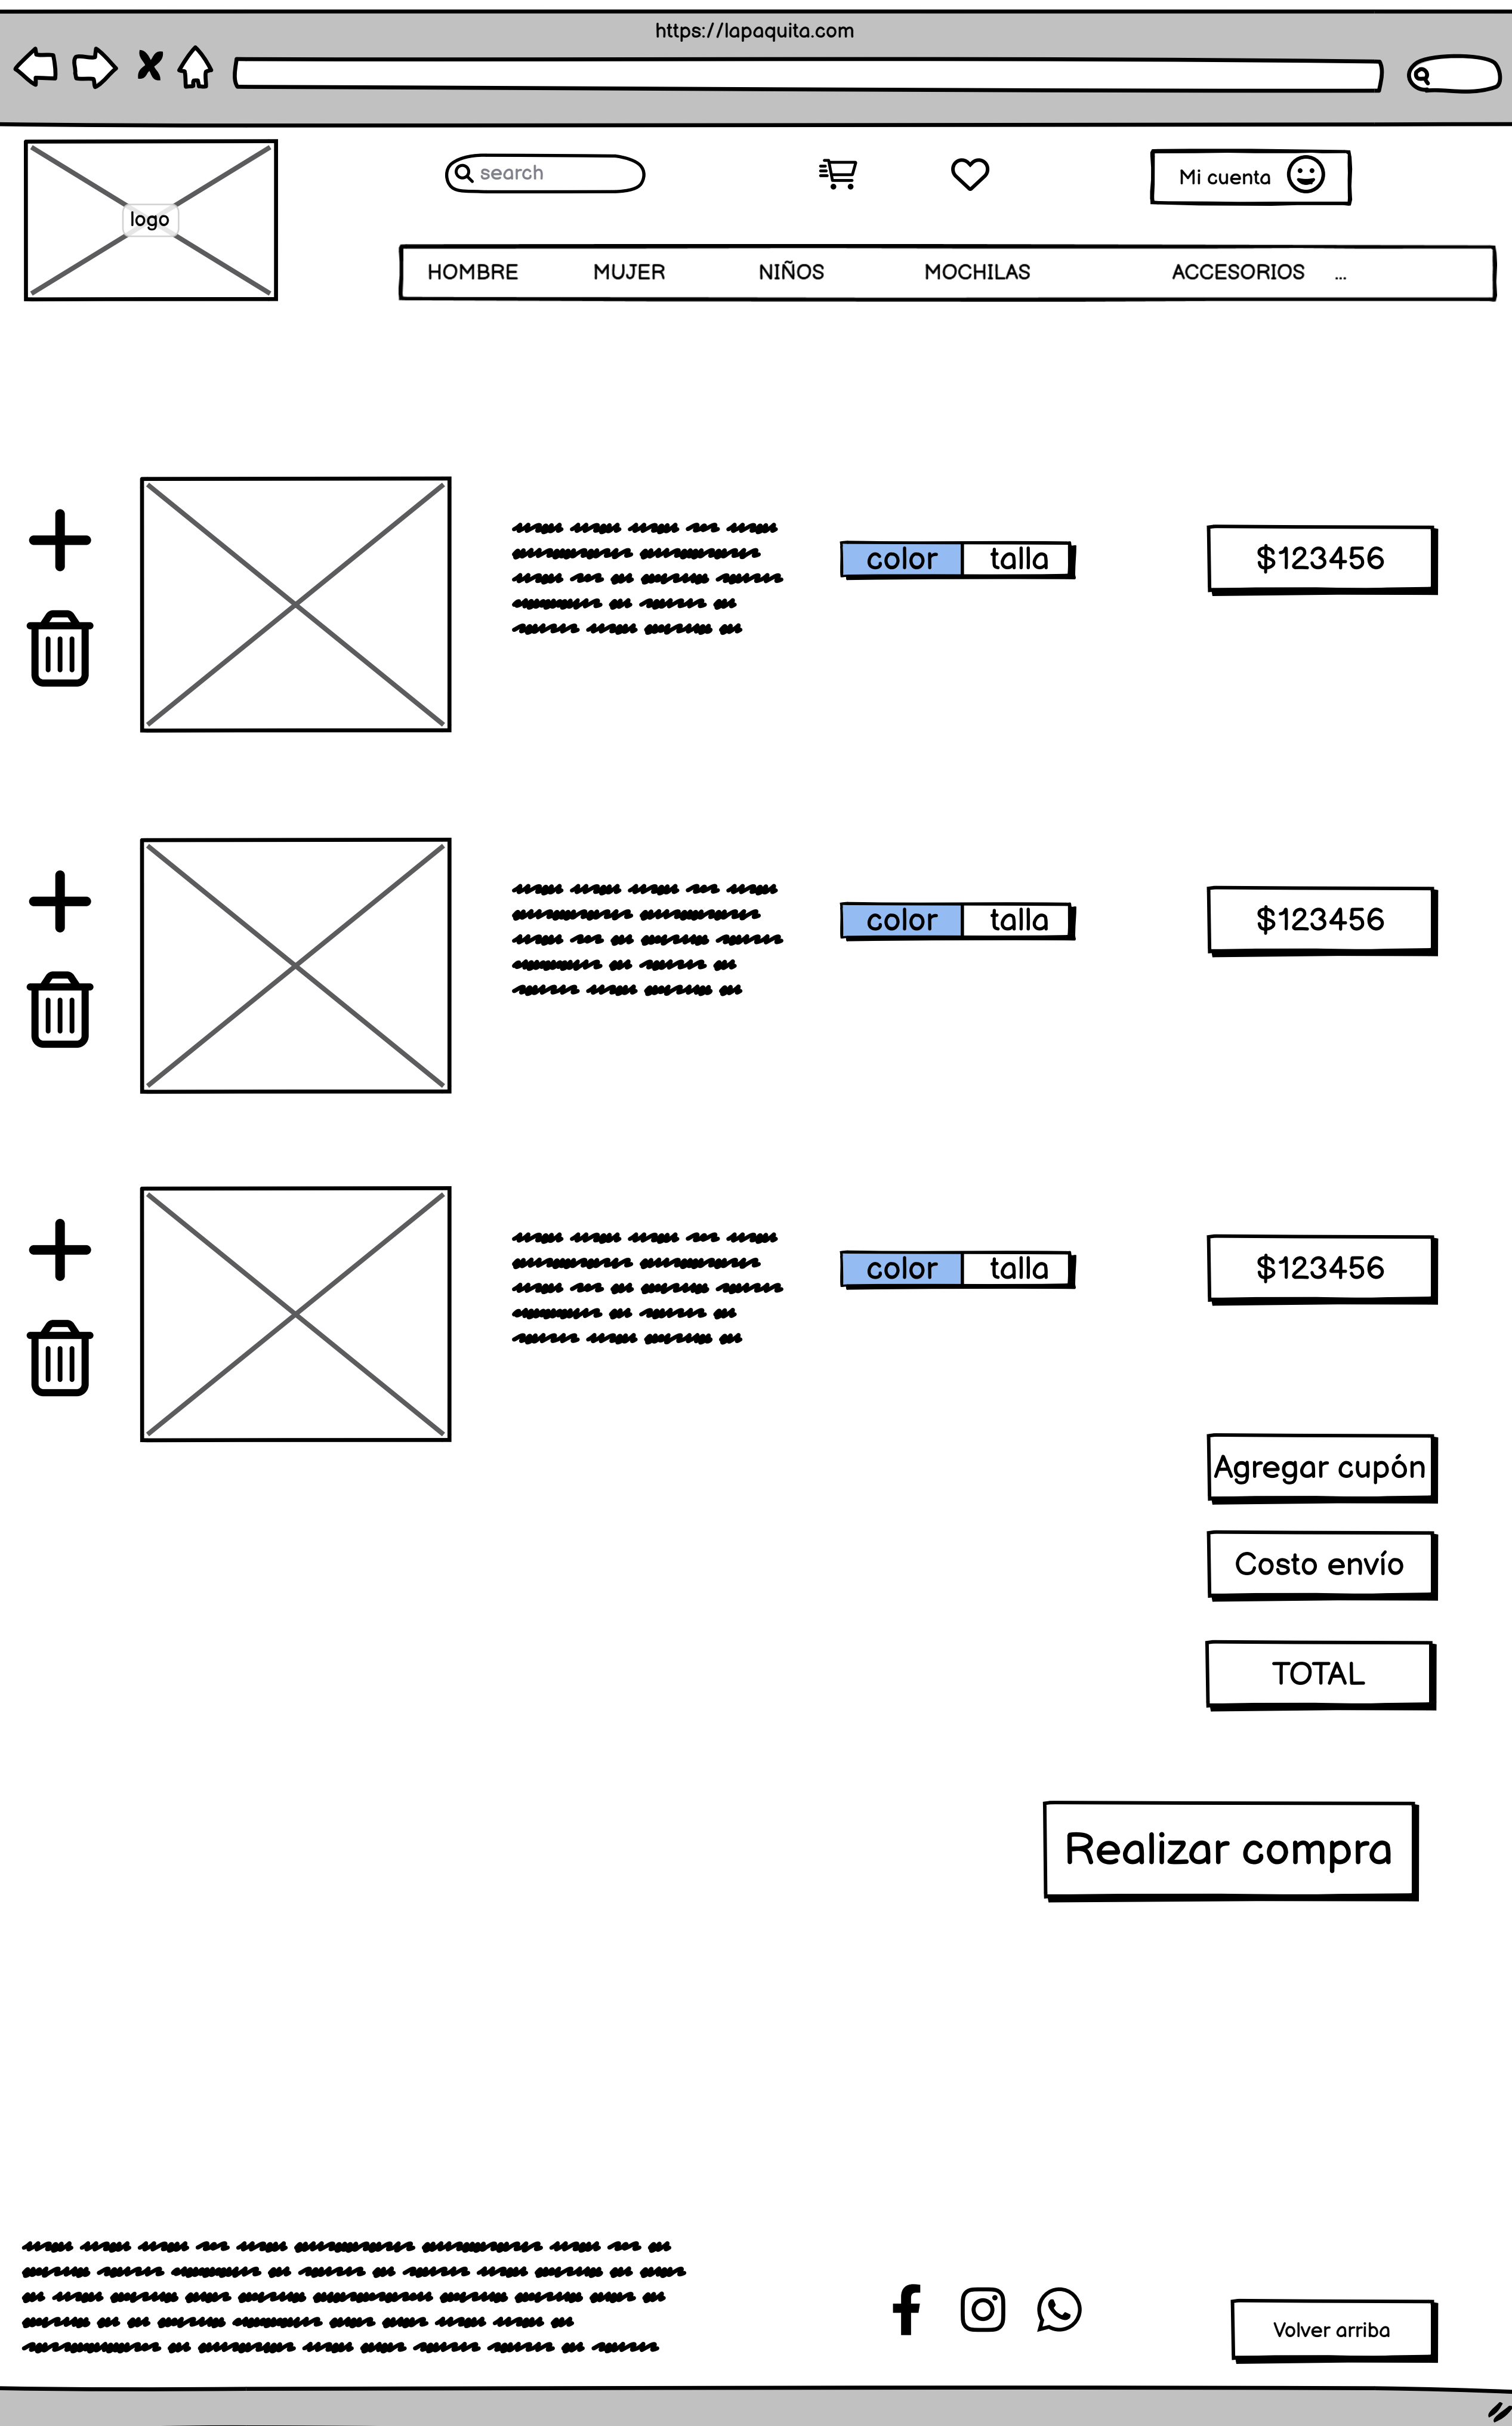 https://lapaquita.com
search
Mi cuenta
logo
HOMBRE MUJER NIÑOS MOCHILAS ACCESORIOS ...
color talla $123456
color talla $123456
color talla $123456
Agregar cupón
Costo envío
TOTAL
Realizar compra
Volver arriba